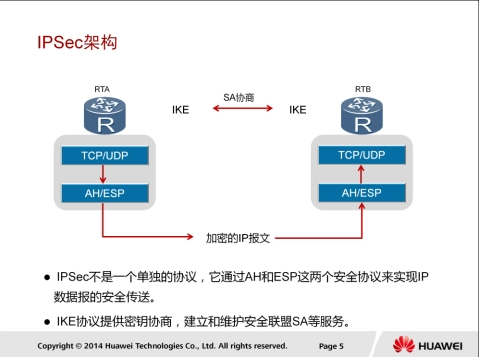 IPSec架构
RTA
RTB
IKE
SA协商
IKE
R
R
TCP/UDP
TCP/UDP
AH/ESP
AH/ESP
加密的IP报文
● IPSec不是一个单独的协议，它通过AH和ESP这两个安全协议来实现IP
数据报的安全传送。
● IKE协议提供密钥协商，建立和维护安全联盟SA等服务。
Copyright © 2014 Huawei Technologies Co., Ltd. All rights reserved.
Page 5
HUAWEI